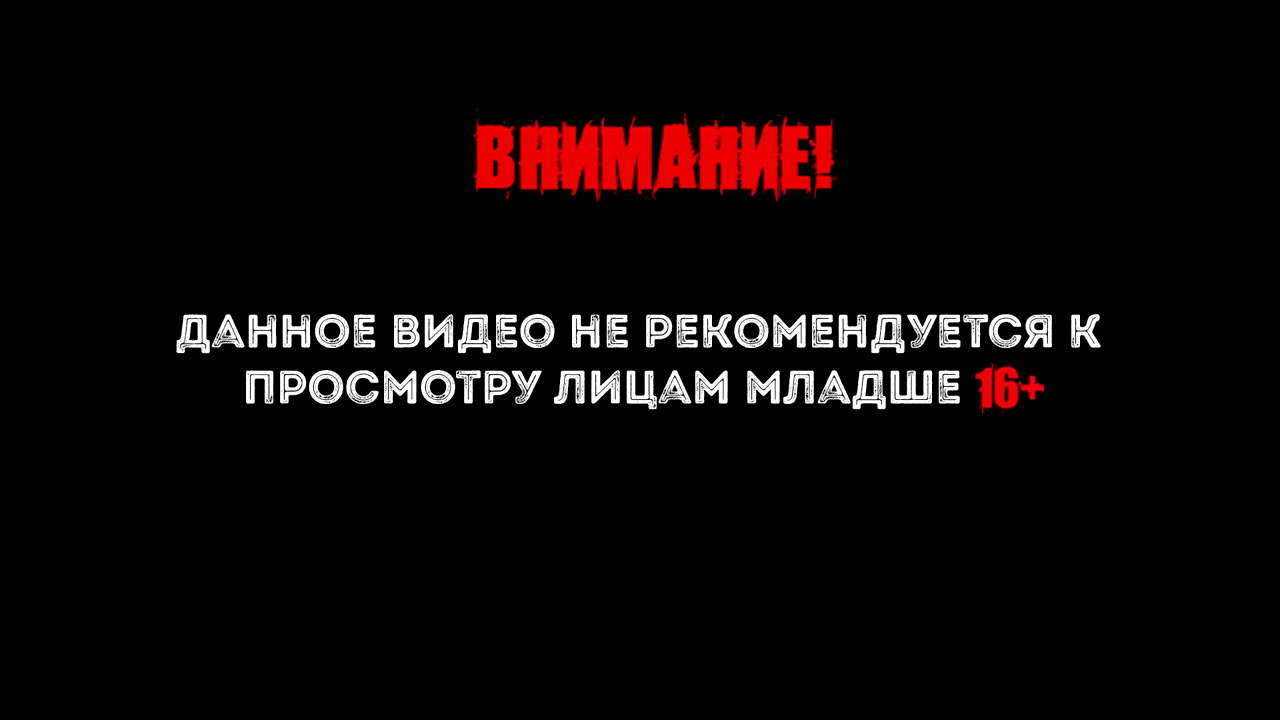 ВНИМАНИЕ!
ДАННОЕ ВИДЕО НЕ РЕКОМЕНДУЕТСЯ К
ПРОСМОТРУ ЛИЦАМ МЛАДШЕ 16+